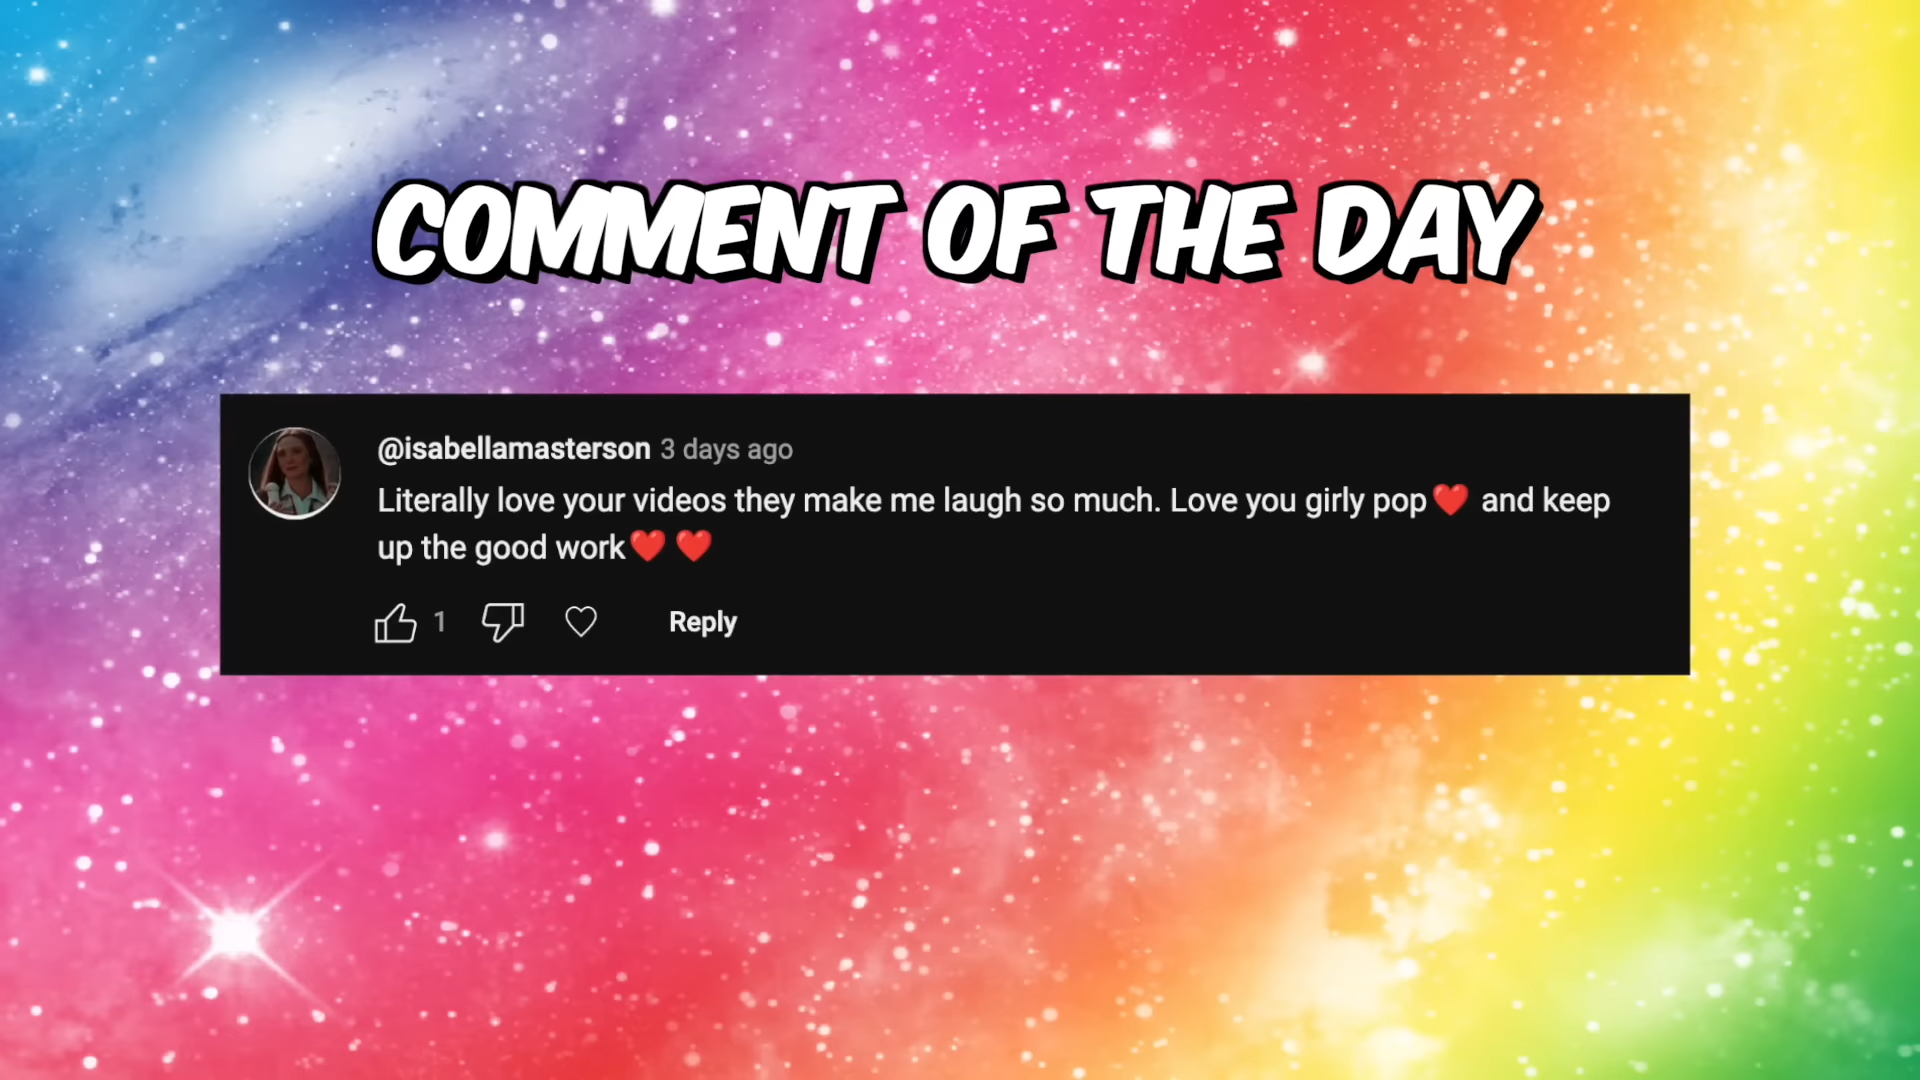 COMMENT OF THE DAY
@isabellamasterson 3 days ago
Literally love your videos they make me laugh so much. Love you girly pop❤️ and keep
up the good work❤️ ❤️
1 Reply